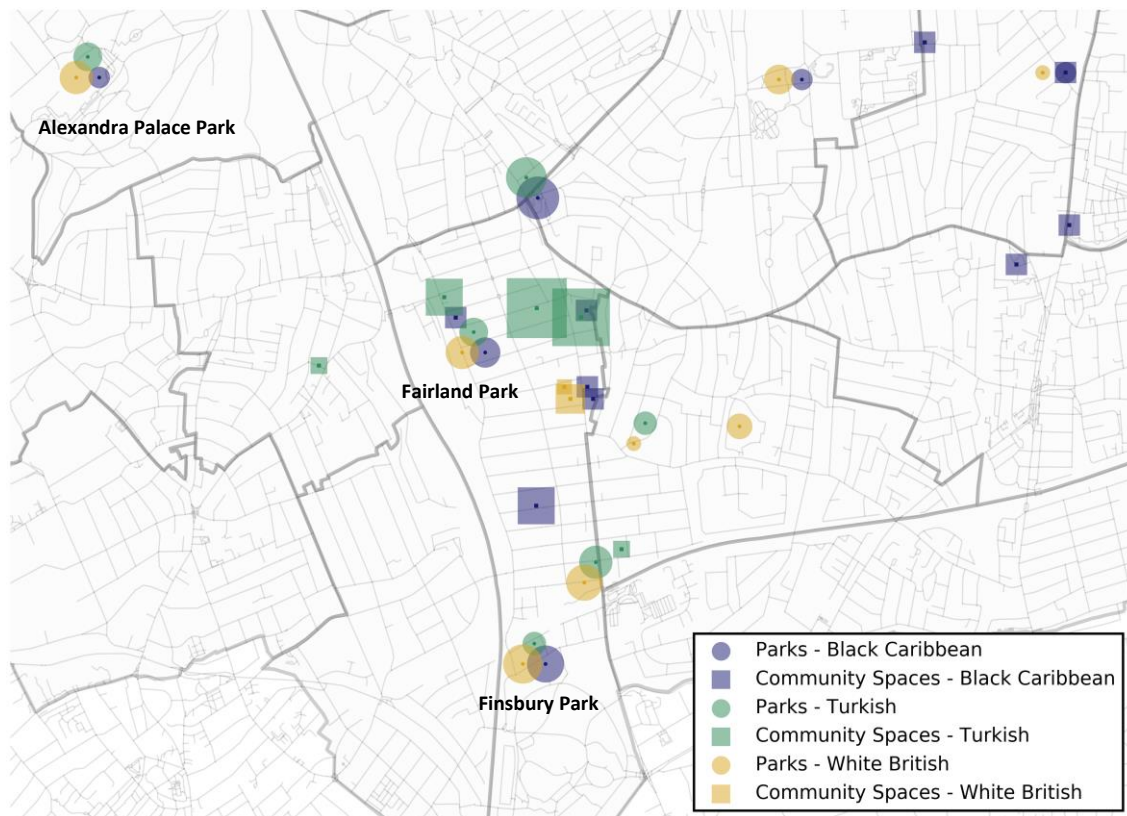 Alexandra Palace Park
Fairland Park
Finsbury Park
Parks - Black Caribbean
Community Spaces - Black Caribbean
Parks - Turkish
Community Spaces - Turkish
Parks - White British
Community Spaces - White British